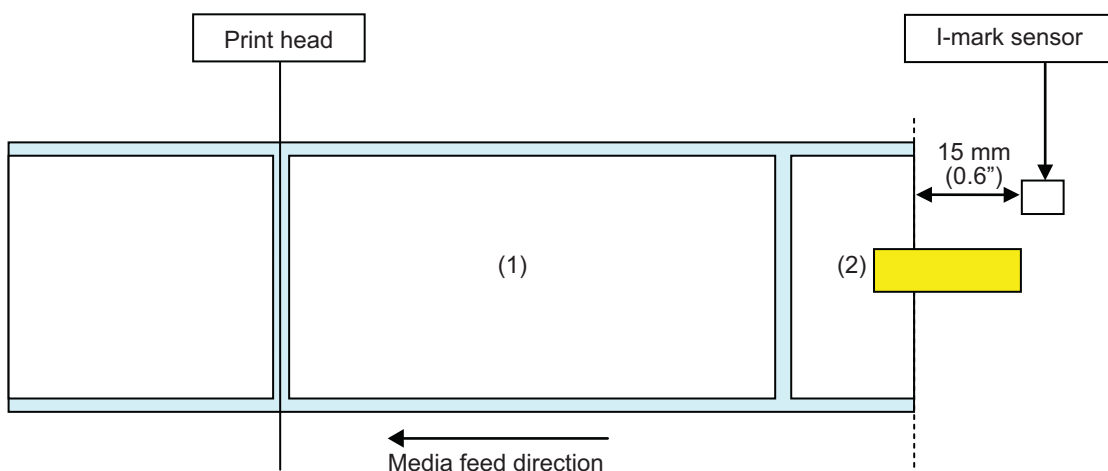 Print head
I-mark sensor
15 mm
(0.6”)
(1)
(2)
Media feed direction